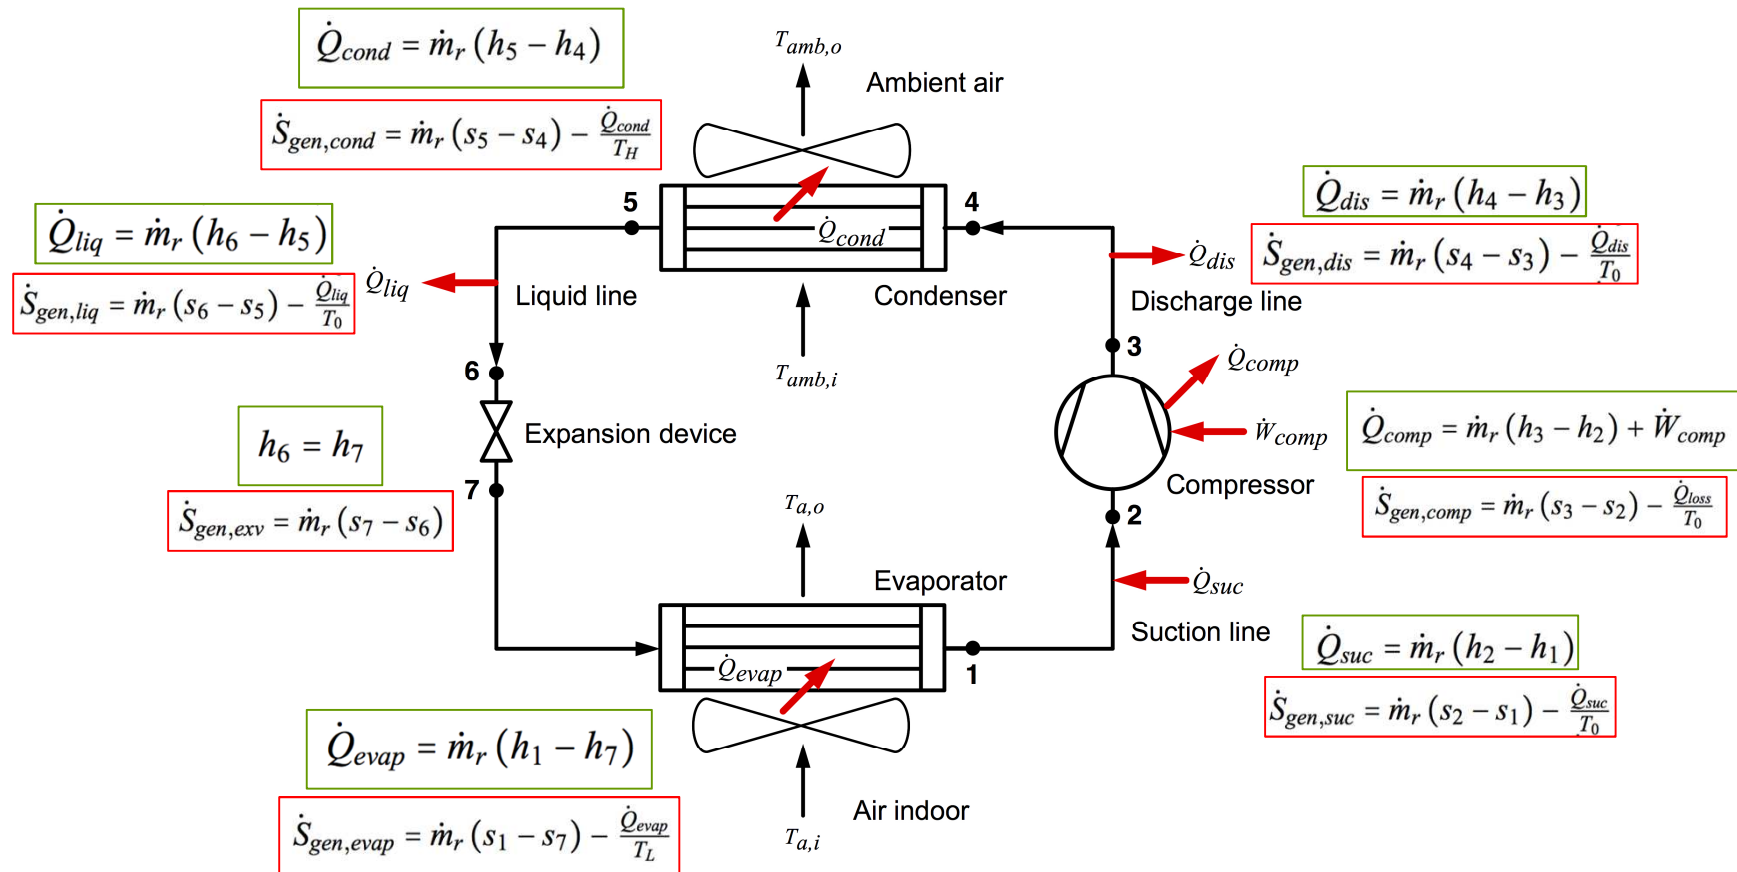 Q̇cond = ṁr (h5 − h4)
Ṡgen,cond = ṁr (s5 − s4) − Q̇cond/TH
Tamb,o
Ambient air
5
4
Q̇cond
Q̇dis = ṁr (h4 − h3)
Ṡgen,dis = ṁr (s4 − s3) − Q̇dis/T0
Q̇liq = ṁr (h6 − h5)
Ṡgen,liq = ṁr (s6 − s5) − Q̇liq/T0
Q̇liq
Liquid line
Condenser
Q̇dis
Discharge line
3
Tamb,i
6
Q̇comp
h6 = h7
Expansion device
Ẇcomp
Q̇comp = ṁr (h3 − h2) + Ẇcomp
Compressor
Ṡgen,comp = ṁr (s3 − s2) − Q̇loss/T0
7
Ṡgen,exv = ṁr (s7 − s6)
Ta,o
2
Evaporator
Q̇suc
Suction line
Q̇suc = ṁr (h2 − h1)
Ṡgen,suc = ṁr (s2 − s1) − Q̇suc/T0
Q̇evap
1
Q̇evap = ṁr (h1 − h7)
Ṡgen,evap = ṁr (s1 − s7) − Q̇evap/TL
Air indoor
Ta,i